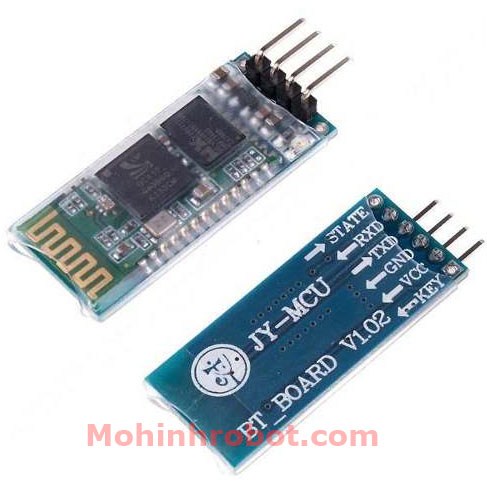 STATE
RXD
TXD
GND
VCC
KEY
JY-MCU
BT_BOARD V1.02
Mohinhrobot.com